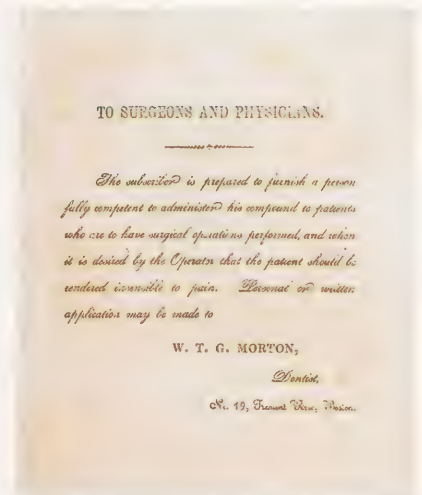 TO SURGEONS AND PHYSICIANS.
The subscriber is prepared to furnish a person
fully competent to administer his compound to patients
who are to have surgical operations performed, and when
it is desired by the Operator that the patient should be
rendered insensible to pain. Personal or written
application may be made to
W. T. G. MORTON,
Dentist,
No. 19, Tremont Row, Boston.